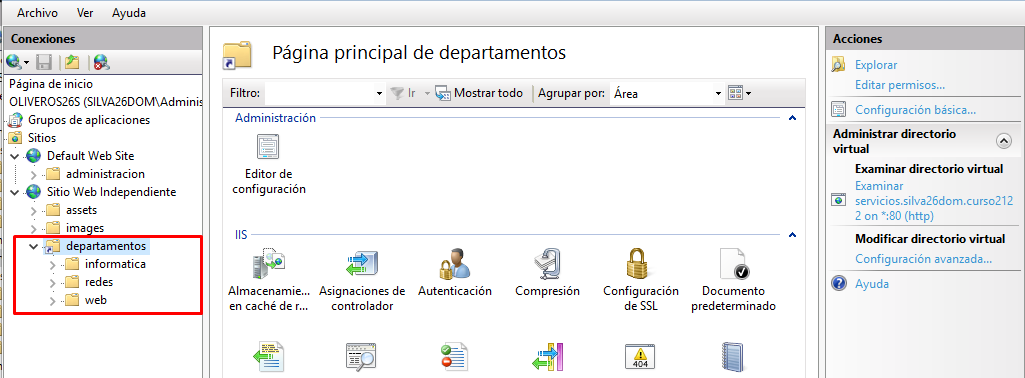 Archivo Ver Ayuda
Conexiones
Página de inicio
OLIVEROS26S (SILVA26DOM\Adminis
Grupos de aplicaciones
Sitios
Default Web Site
administracion
Sitio Web Independiente
assets
images
departamentos
informatica
redes
web
Página principal de departamentos
Filtro: Ir Mostrar todo Agrupar por: Área
Administración
Editor de
configuración
IIS
Almacenamie...
en caché de r...
Asignaciones de
controlador
Autenticación
Compresión
Configuración
de SSL
Documento
predeterminado
404
Acciones
Explorar
Editar permisos...
Configuración básica...
Administrar directorio
virtual
Examinar directorio virtual
Examinar
servicios.silva26dom.curso212
2 on *:80 (http)
Modificar directorio virtual
Configuración avanzada...
Ayuda